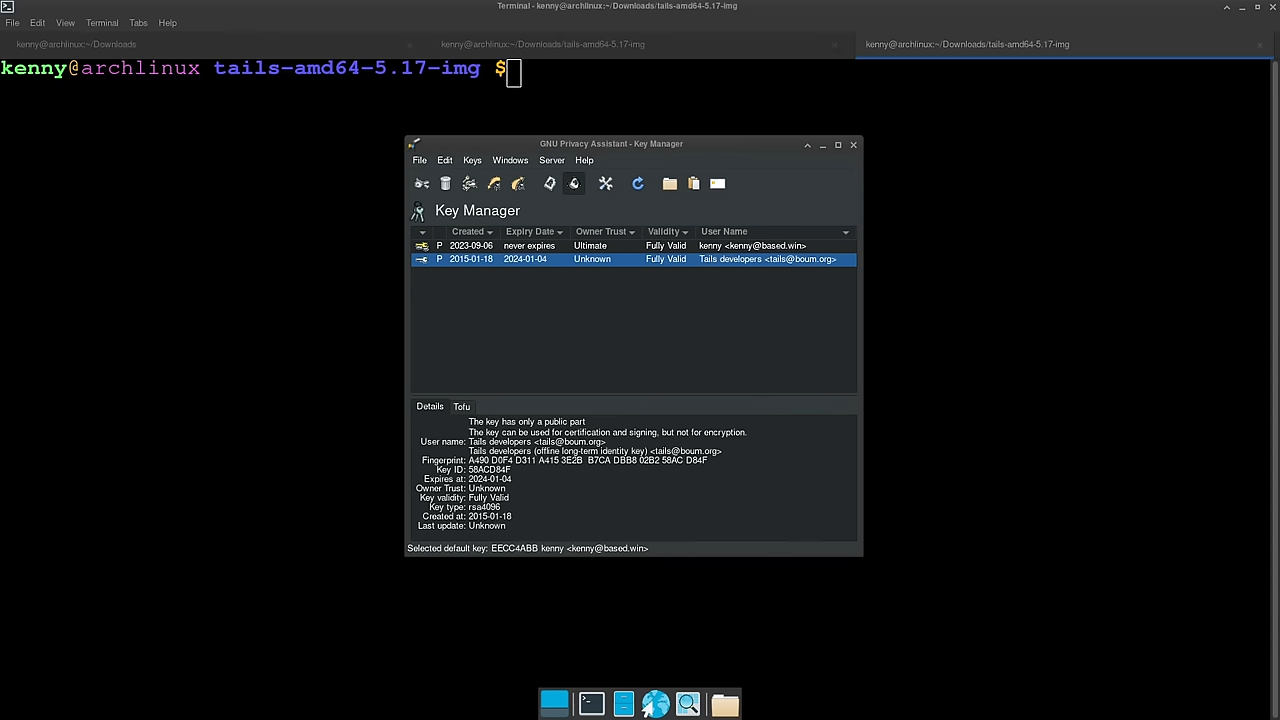 Terminal - kenny@archlinux:~/Downloads/tails-amd64-5.17-img
File Edit View Terminal Tabs Help
kenny@archlinux:~/Downloads kenny@archlinux:~/Downloads/tails-amd64-5.17-img kenny@archlinux:~/Downloads/tails-amd64-5.17-img
kenny@archlinux tails-amd64-5.17-img $
GNU Privacy Assistant - Key Manager
File Edit Keys Windows Server Help
Key Manager
Created Expiry Date Owner Trust Validity User Name
P 2023-09-06 never expires Ultimate Fully Valid kenny <kenny@based.win>
P 2015-01-18 2024-01-04 Unknown Fully Valid Tails developers <tails@boum.org>
Details Tofu
The key has only a public part
The key can be used for certification and signing, but not for encryption.
User name: Tails developers <tails@boum.org>
Tails developers (offline long-term identity key) <tails@boum.org>
Fingerprint: A490 D0F4 D311 A415 3E2B B7CA DBB8 02B2 58AC D84F
Key ID: 58ACD84F
Expires at: 2024-01-04
Owner Trust: Unknown
Key validity: Fully Valid
Key type: rsa4096
Created at: 2015-01-18
Last update: Unknown
Selected default key: EECC4ABB kenny <kenny@based.win>